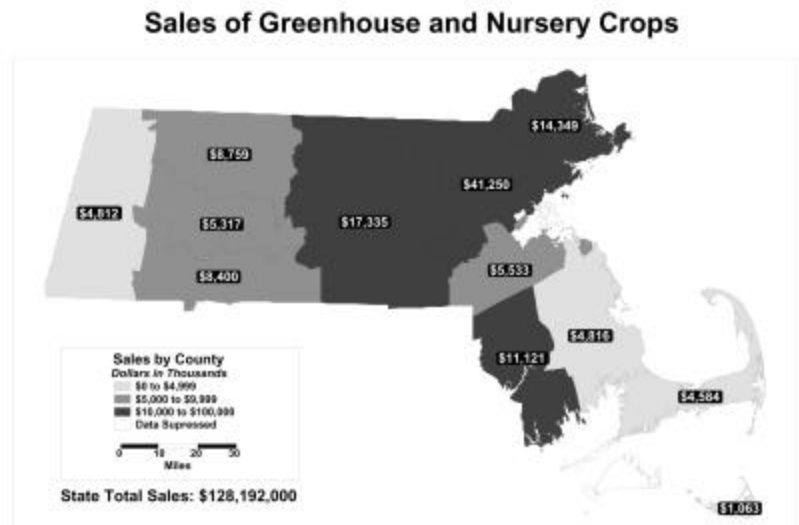 Sales of Greenhouse and Nursery Crops
$14,349
$8,759
$41,250
$4,812
$5,317
$17,335
$5,533
$8,400
$4,816
$11,121
$4,584
$1,063
Sales by County
Dollars in Thousands
$0 to $4,999
$5,000 to $9,999
$10,000 to $100,000
Data Supressed
0 10 20 30
Miles
State Total Sales: $128,192,000